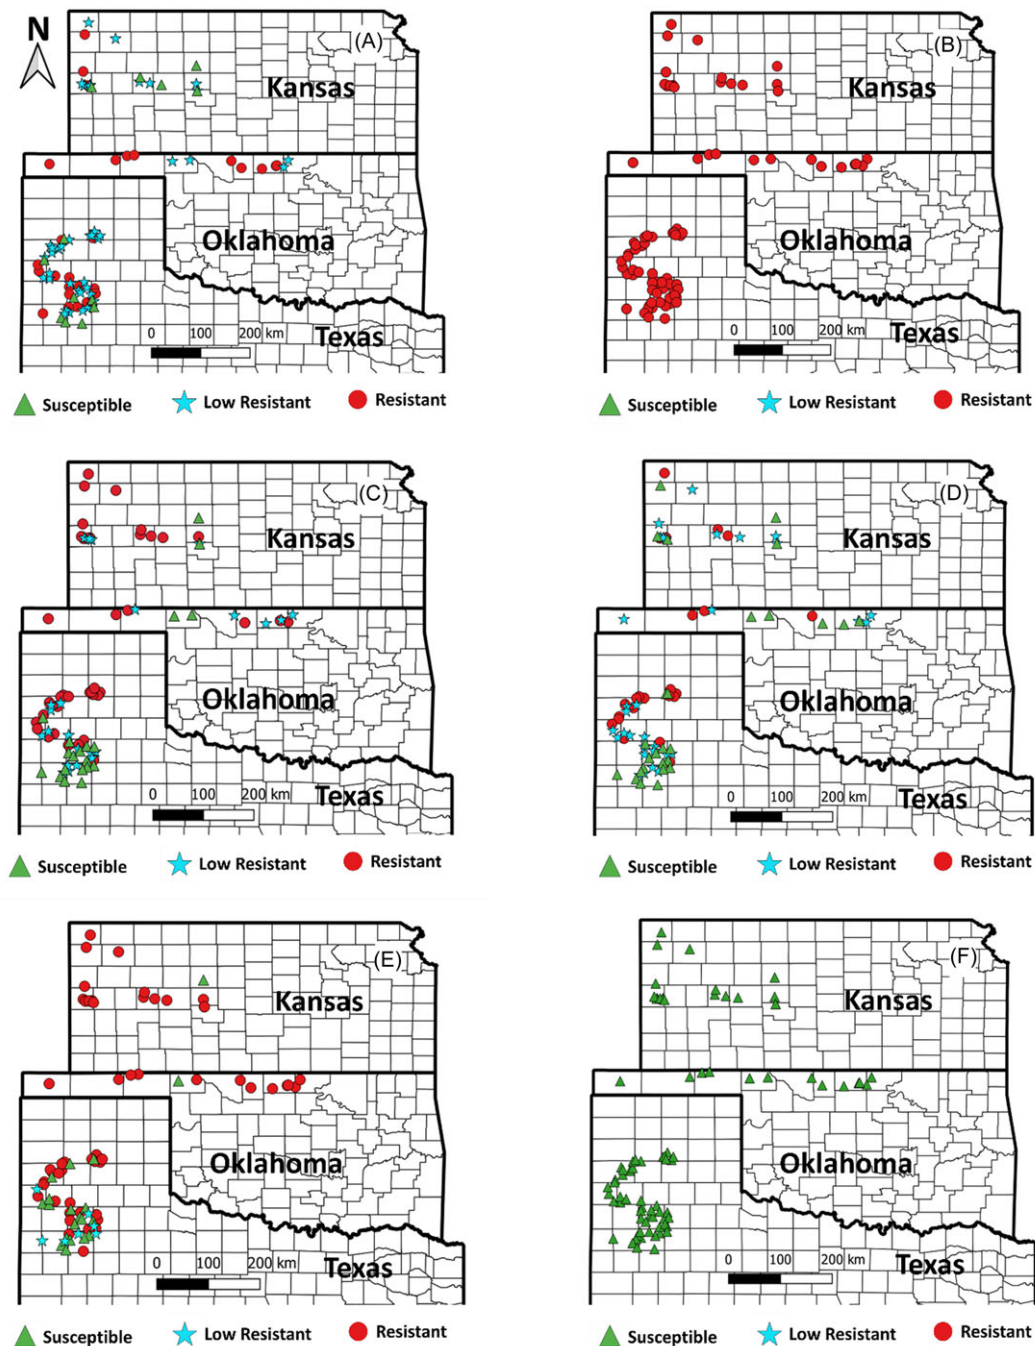 N
(A)
Kansas
Oklahoma
0 100 200 km
Texas
Susceptible Low Resistant Resistant
(B)
Kansas
Oklahoma
0 100 200 km
Texas
Susceptible Low Resistant Resistant
(C)
Kansas
Oklahoma
0 100 200 km
Texas
Susceptible Low Resistant Resistant
(D)
Kansas
Oklahoma
0 100 200 km
Texas
Susceptible Low Resistant Resistant
(E)
Kansas
Oklahoma
0 100 200 km
Texas
Susceptible Low Resistant Resistant
(F)
Kansas
Oklahoma
0 100 200 km
Texas
Susceptible Low Resistant Resistant